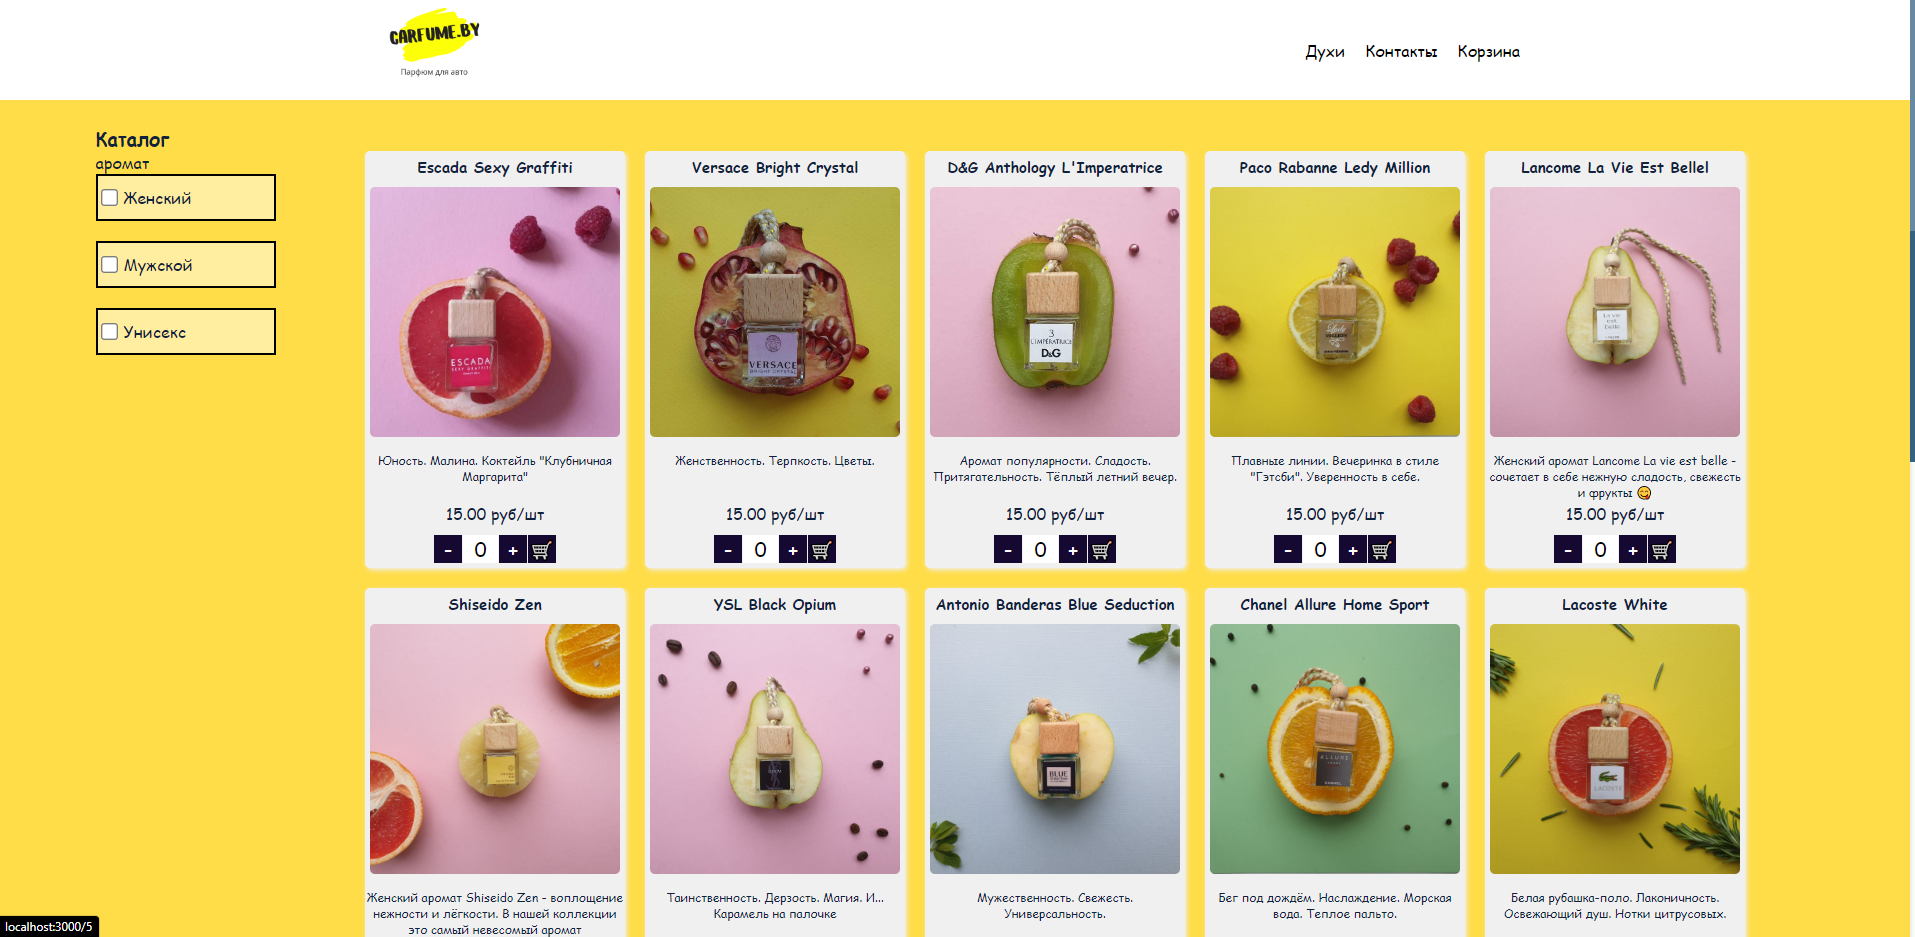 CARFUME.BY
Парфюм для авто
Духи Контакты Корзина
Каталог
аромат
Женский
Мужской
Унисекс
Escada Sexy Graffiti
ESCADA
SEXY GRAFFITI
Юность. Малина. Коктейль "Клубничная
Маргарита"
15.00 руб/шт
- 0 +
Versace Bright Crystal
VERSACE
BRIGHT CRYSTAL
Женственность. Терпкость. Цветы.
15.00 руб/шт
- 0 +
D&G Anthology L'Imperatrice
3
L'IMPÉRATRICE
D&G
Аромат популярности. Сладость.
Притягательность. Тёплый летний вечер.
15.00 руб/шт
- 0 +
Paco Rabanne Ledy Million
Lady
Плавные линии. Вечеринка в стиле
"Гэтсби". Уверенность в себе.
15.00 руб/шт
- 0 +
Lancome La Vie Est Bellel
La vie
est
belle
Женский аромат Lancome La vie est belle -
сочетает в себе нежную сладость, свежесть
и фрукты 😋
15.00 руб/шт
- 0 +
Shiseido Zen
Женский аромат Shiseido Zen - воплощение
нежности и лёгкости. В нашей коллекции
это самый невесомый аромат
YSL Black Opium
Таинственность. Дерзость. Магия. И...
Карамель на палочке
Antonio Banderas Blue Seduction
BLUE
Мужественность. Свежесть.
Универсальность.
Chanel Allure Home Sport
ALLURE
Бег под дождём. Наслаждение. Морская
вода. Теплое пальто.
Lacoste White
LACOSTE
Белая рубашка-поло. Лаконичность.
Освежающий душ. Нотки цитрусовых.
localhost:3000/5